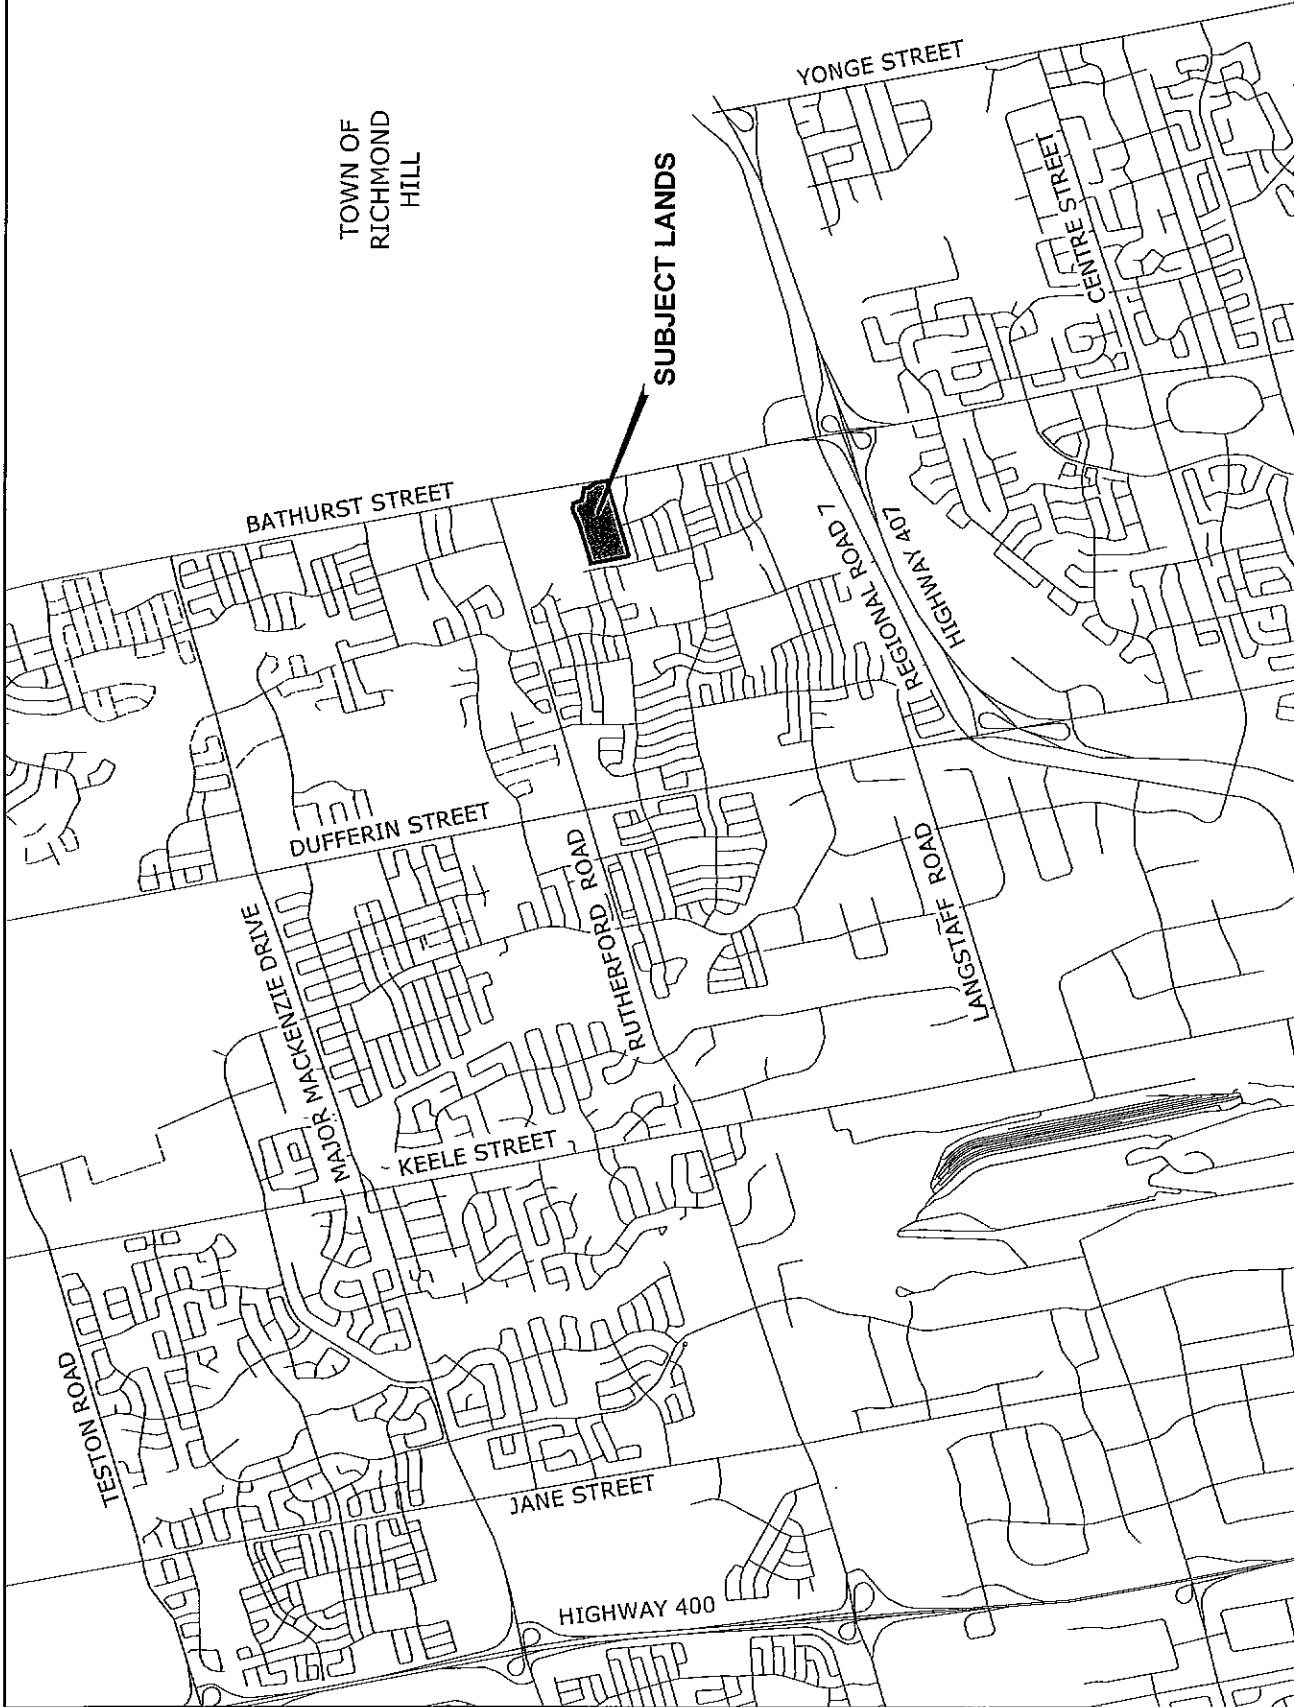 TOWN OF
RICHMOND
HILL
YONGE STREET
SUBJECT LANDS
CENTRE STREET
BATHURST STREET
REGIONAL ROAD 7
HIGHWAY 407
DUFFERIN STREET
RUTHERFORD ROAD
LANGSTAFF ROAD
MAJOR MACKENZIE DRIVE
KEELE STREET
TESTON ROAD
JANE STREET
HIGHWAY 400